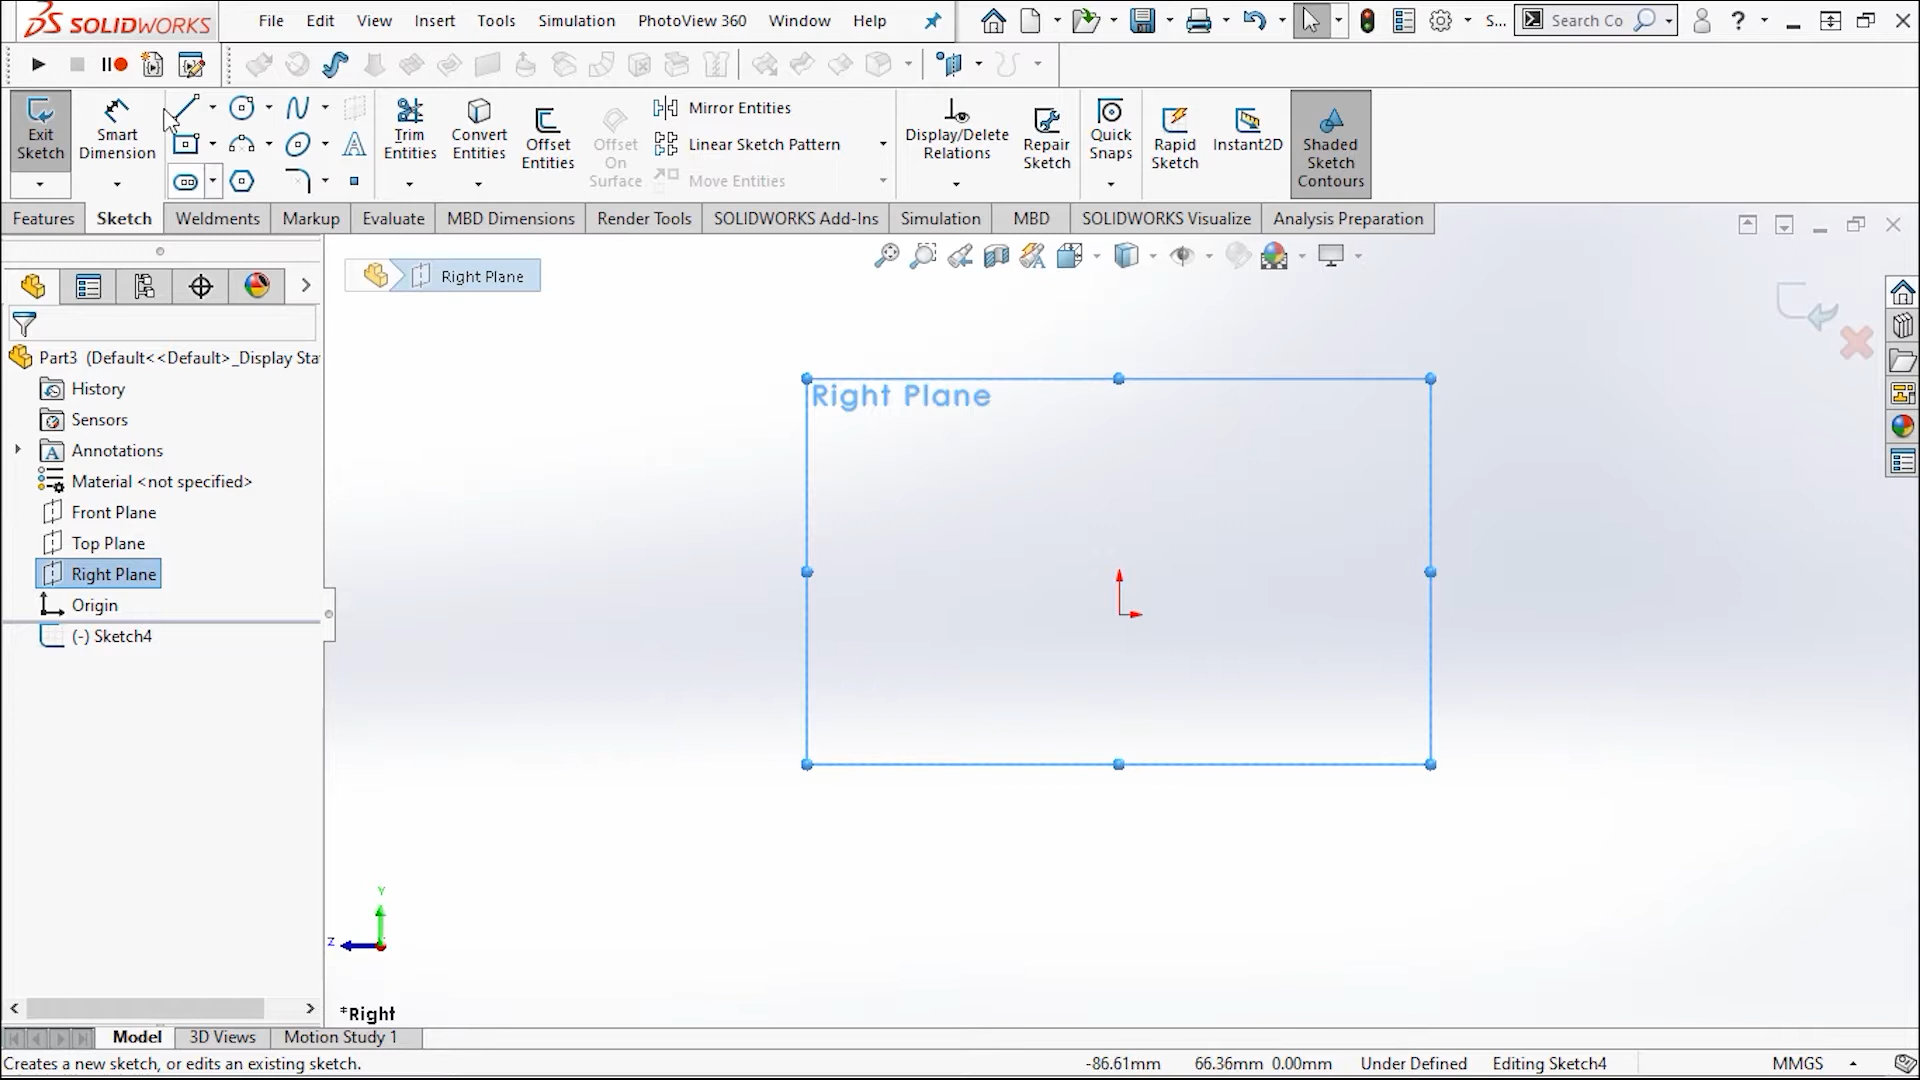 SOLIDWORKS File Edit View Insert Tools Simulation PhotoView 360 Window Help S... Search Co ?
Exit Sketch
Smart Dimension
Trim Entities
Convert Entities
Offset Entities
Offset On Surface
Mirror Entities
Linear Sketch Pattern
Move Entities
Display/Delete Relations
Repair Sketch
Quick Snaps
Rapid Sketch
Instant2D
Shaded Sketch Contours
Features Sketch Weldments Markup Evaluate MBD Dimensions Render Tools SOLIDWORKS Add-Ins Simulation MBD SOLIDWORKS Visualize Analysis Preparation
Right Plane
Part3 (Default<<Default>_Display Sta
History
Sensors
Annotations
Material <not specified>
Front Plane
Top Plane
Right Plane
Origin
(-) Sketch4
Right Plane
Y
Z
*Right
Model 3D Views Motion Study 1
Creates a new sketch, or edits an existing sketch. -86.61mm 66.36mm 0.00mm Under Defined Editing Sketch4 MMGS